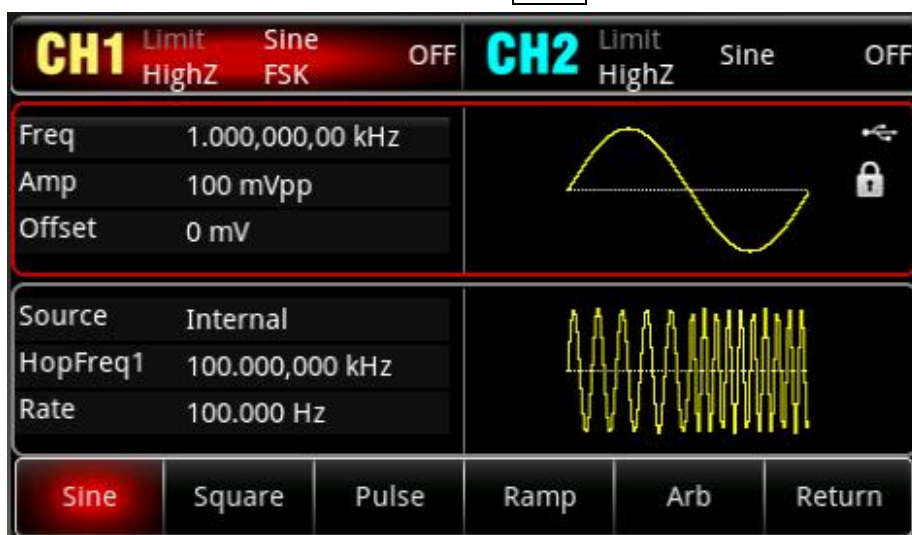 CH1 Limit Sine OFF CH2 Limit Sine OFF
HighZ FSK HighZ
Freq 1.000,000,00 kHz
Amp 100 mVpp
Offset 0 mV
Source Internal
HopFreq1 100.000,000 kHz
Rate 100.000 Hz
Sine Square Pulse Ramp Arb Return